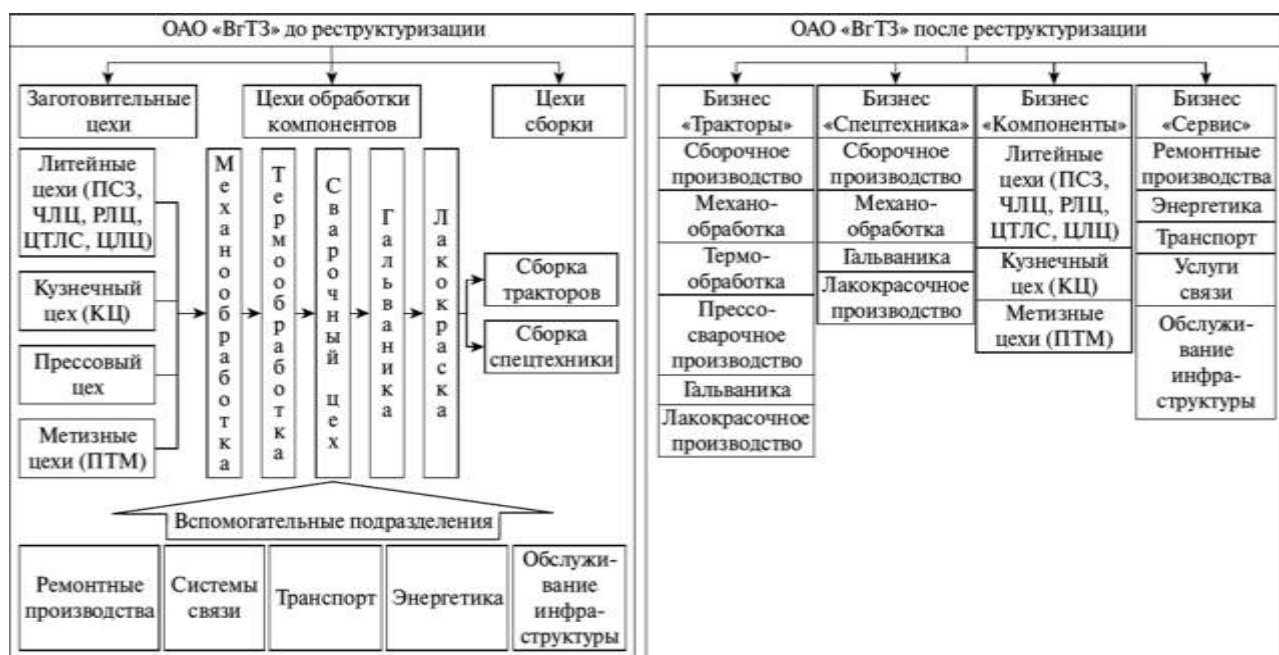 ОАО «ВгТЗ» до реструктуризации
Заготовительные
цехи
Цехи обработки
компонентов
Цехи
сборки
Литейные
цехи (ПСЗ,
ЧЛЦ, РЛЦ,
ЦТЛС, ЦЛЦ)
Кузнечный
цех (КЦ)
Прессовый
цех
Метизные
цехи (ПТМ)
Механообработка
Термообработка
Сварочный цех
Гальваника
Лакокраска
Сборка
тракторов
Сборка
спецтехники
Вспомогательные подразделения
Ремонтные
производства
Системы
связи
Транспорт
Энергетика
Обслужи-
вание
инфра-
структуры
ОАО «ВгТЗ» после реструктуризации
Бизнес
«Тракторы»
Сборочное
производство
Механо-
обработка
Термо-
обработка
Прессо-
сварочное
производство
Гальваника
Лакокрасочное
производство
Бизнес
«Спецтехника»
Сборочное
производство
Механо-
обработка
Гальваника
Лакокрасочное
производство
Бизнес
«Компоненты»
Литейные
цехи (ПСЗ,
ЧЛЦ, РЛЦ,
ЦТЛС, ЦЛЦ)
Кузнечный
цех (КЦ)
Метизные
цехи (ПТМ)
Бизнес
«Сервис»
Ремонтные
производства
Энергетика
Транспорт
Услуги
связи
Обслужи-
вание
инфра-
структуры